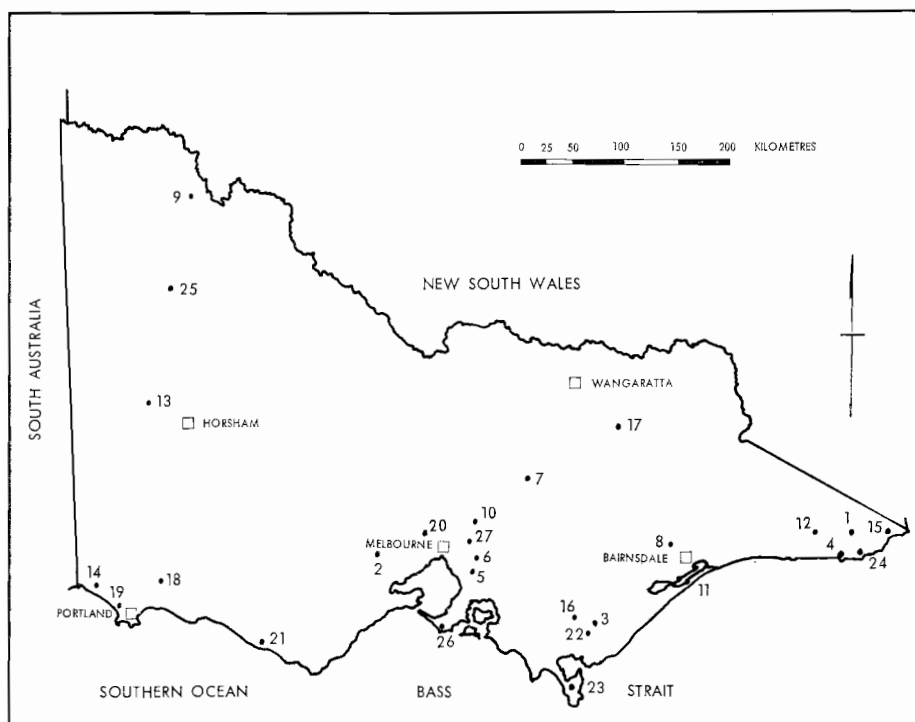 0 25 50 100 150 200 KILOMETRES
9
NEW SOUTH WALES
25
SOUTH AUSTRALIA
WANGARATTA
13
HORSHAM
17
7
10
20
12
1
15
MELBOURNE
27
8
2
6
BAIRNSDALE
4
24
5
14
18
11
19
PORTLAND
16
3
26
22
21
23
SOUTHERN OCEAN
BASS
STRAIT